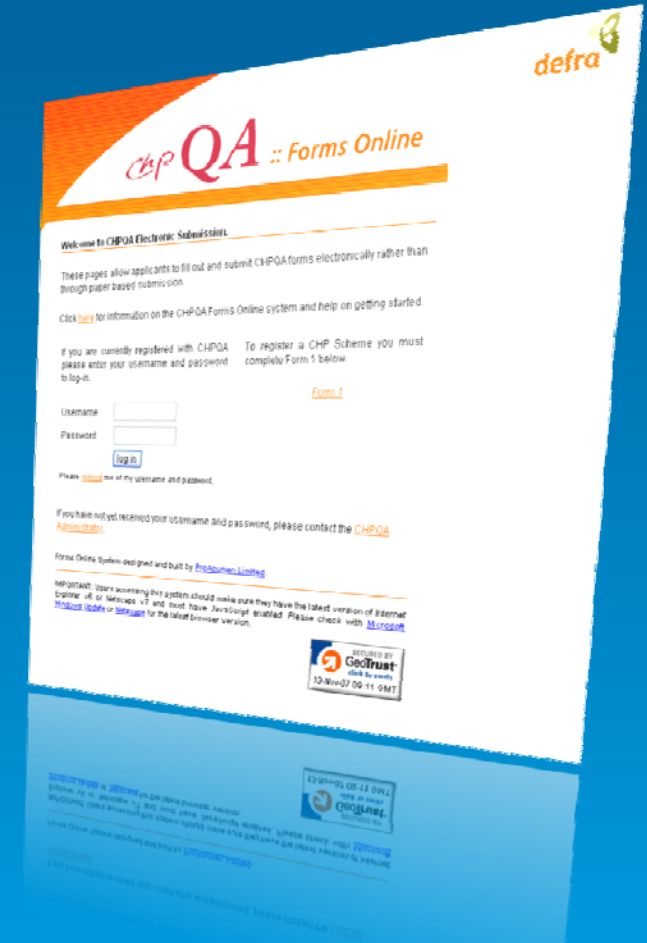 defra
chp QA :: Forms Online
Welcome to CHPQA Electronic Submission.
These pages allow applicants to fill out and submit CHPQA forms electronically rather than
through paper based submission.
Click here for information on the CHPQA Forms Online system and help on getting started.
If you are currently registered with CHPQA
please enter your username and password
to log-in.
To register a CHP Scheme you must
complete Form 1 below.
Form 1
Username
Password
log in
Please remind me of my username and password.
If you have not yet received your username and password, please contact the CHPQA
Administrator.
Forms Online System designed and built by ProAcumen Limited
IMPORTANT: Users accessing this system should make sure they have the latest version of Internet
Explorer v6 or Netscape v7 and must have JavaScript enabled. Please check with Microsoft
Windows Update or Netscape for the latest browser version.
SECURED BY
GeoTrust
click to verify
13-Nov-07 09:11 GMT